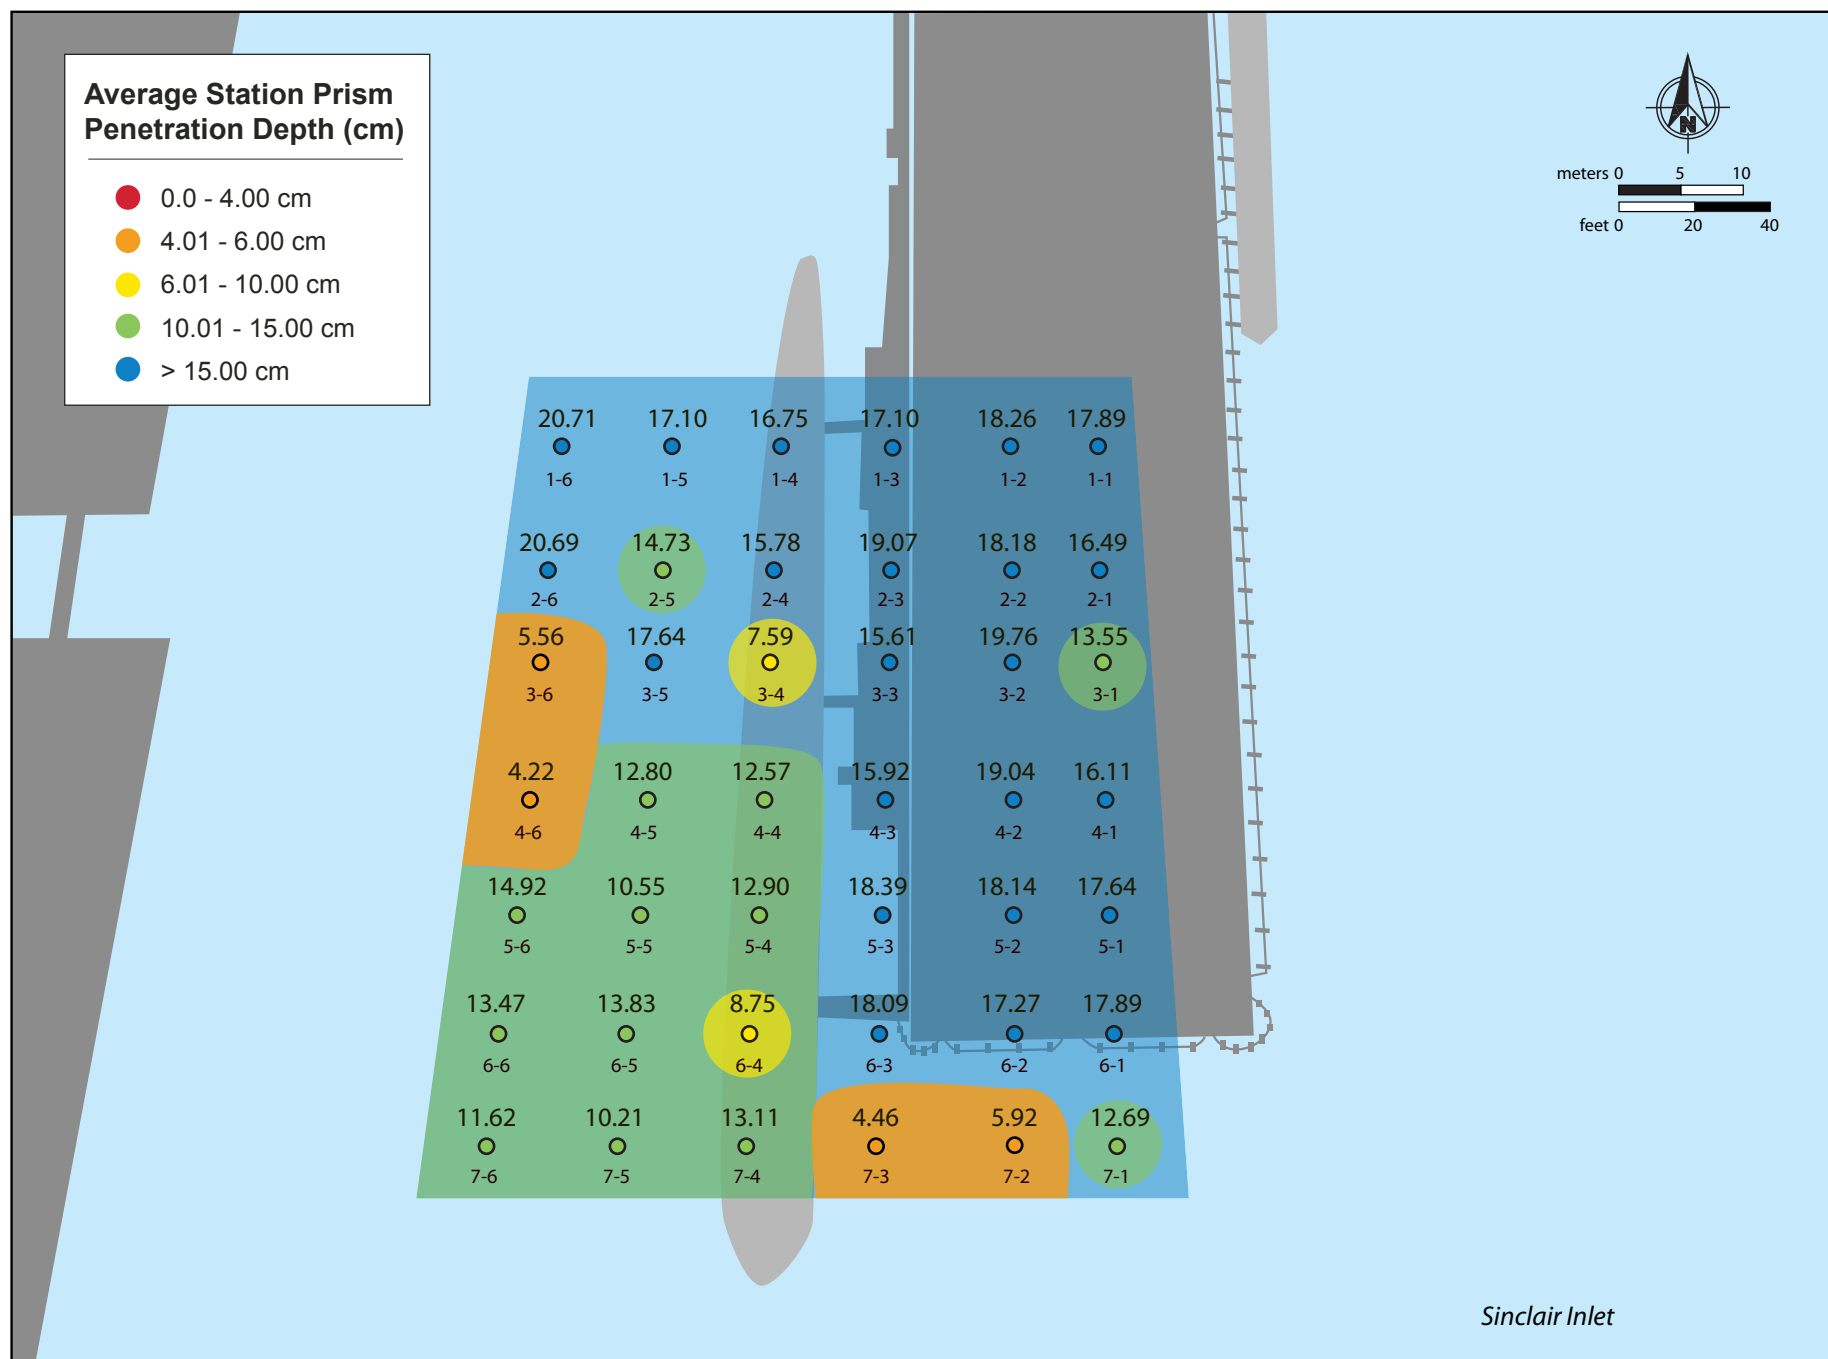 Average Station Prism
Penetration Depth (cm)
0.0 - 4.00 cm
4.01 - 6.00 cm
6.01 - 10.00 cm
10.01 - 15.00 cm
> 15.00 cm
N
meters 0 5 10
feet 0 20 40
20.71 17.10 16.75 17.10 18.26 17.89
1-6 1-5 1-4 1-3 1-2 1-1
20.69 14.73 15.78 19.07 18.18 16.49
2-6 2-5 2-4 2-3 2-2 2-1
5.56 17.64 7.59 15.61 19.76 13.55
3-6 3-5 3-4 3-3 3-2 3-1
4.22 12.80 12.57 15.92 19.04 16.11
4-6 4-5 4-4 4-3 4-2 4-1
14.92 10.55 12.90 18.39 18.14 17.64
5-6 5-5 5-4 5-3 5-2 5-1
13.47 13.83 8.75 18.09 17.27 17.89
6-6 6-5 6-4 6-3 6-2 6-1
11.62 10.21 13.11 4.46 5.92 12.69
7-6 7-5 7-4 7-3 7-2 7-1
Sinclair Inlet